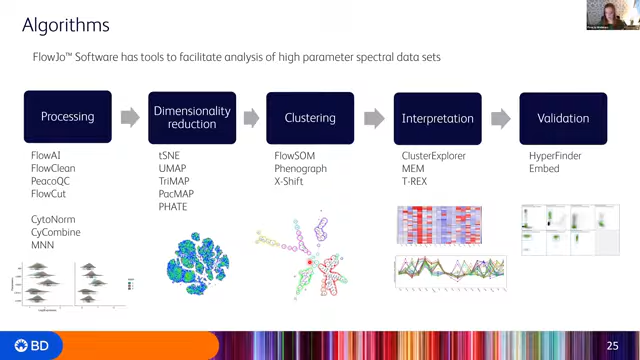 Algorithms
FlowJo™ Software has tools to facilitate analysis of high parameter spectral data sets
Processing
Dimensionality
reduction
Clustering
Interpretation
Validation
FlowAI
FlowClean
PeacoQC
FlowCut
CytoNorm
CyCombine
MNN
tSNE
UMAP
TriMAP
PacMAP
PHATE
FlowSOM
Phenograph
X-Shift
ClusterExplorer
MEM
T-REX
HyperFinder
Embed
BD
25